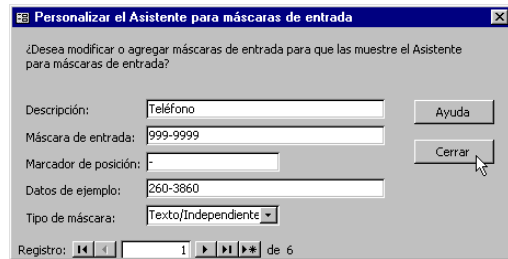 Personalizar el Asistente para máscaras de entrada
¿Desea modificar o agregar máscaras de entrada para que las muestre el Asistente
para máscaras de entrada?
Descripción: Teléfono
Ayuda
Máscara de entrada: 999-9999
Cerrar
Marcador de posición: -
Datos de ejemplo: 260-3860
Tipo de máscara: Texto/Independiente
Registro: 1 de 6